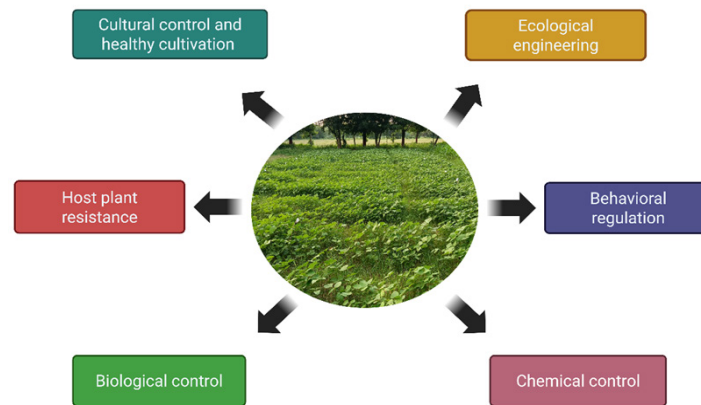 Cultural control and
healthy cultivation
Ecological
engineering
Host plant
resistance
Behavioral
regulation
Biological control
Chemical control